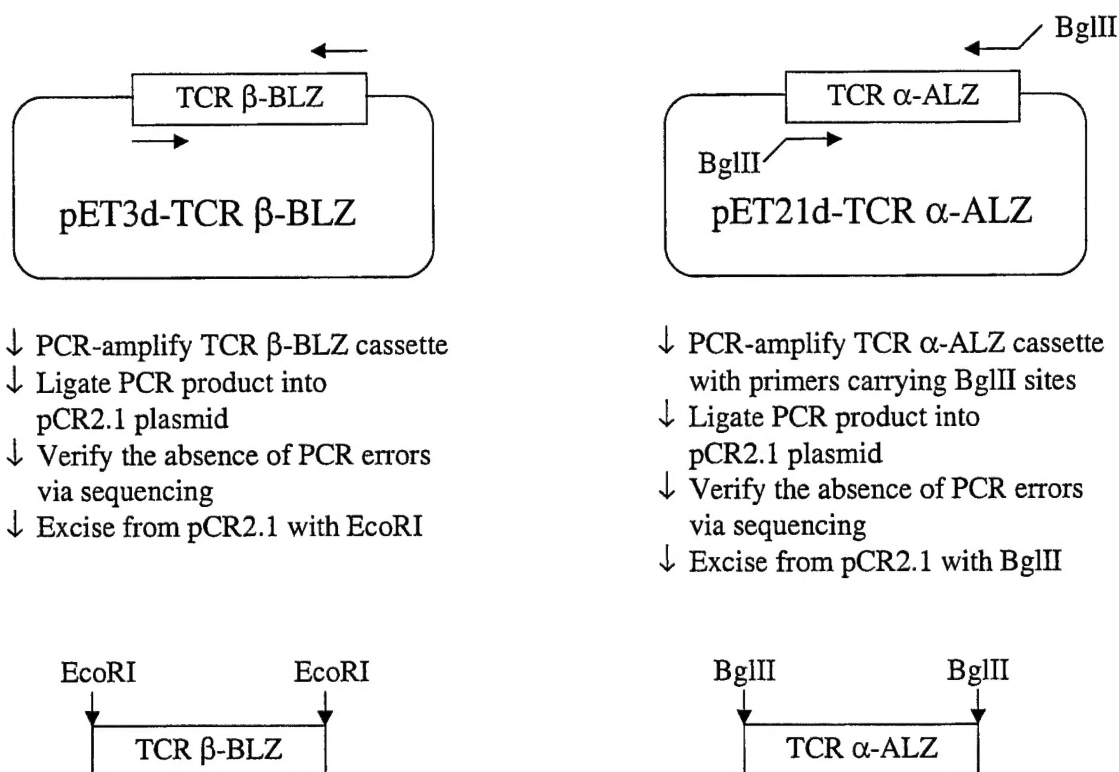 TCR β-BLZ
pET3d-TCR β-BLZ
↓ PCR-amplify TCR β-BLZ cassette
↓ Ligate PCR product into
pCR2.1 plasmid
↓ Verify the absence of PCR errors
via sequencing
↓ Excise from pCR2.1 with EcoRI
EcoRI
EcoRI
TCR β-BLZ
BglII
TCR α-ALZ
BglII
pET21d-TCR α-ALZ
↓ PCR-amplify TCR α-ALZ cassette
with primers carrying BglII sites
↓ Ligate PCR product into
pCR2.1 plasmid
↓ Verify the absence of PCR errors
via sequencing
↓ Excise from pCR2.1 with BglII
BglII
BglII
TCR α-ALZ